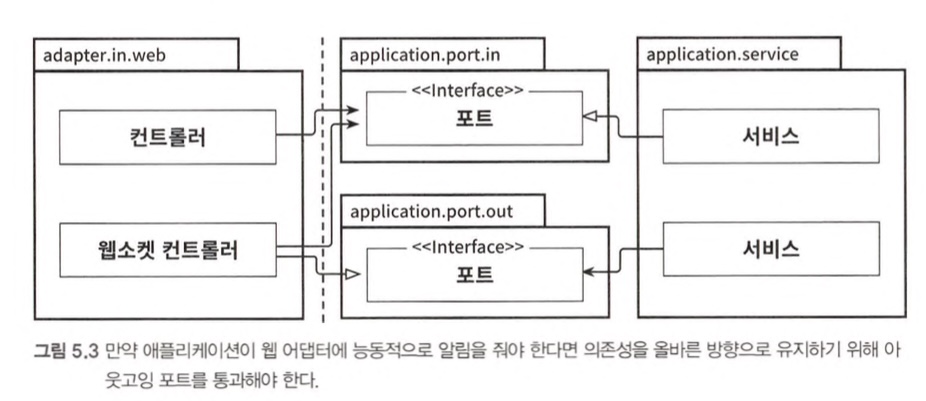 adapter.in.web
application.port.in
application.service
<<Interface>>
포트
컨트롤러
서비스
application.port.out
<<Interface>>
포트
웹소켓 컨트롤러
서비스
그림 5.3 만약 애플리케이션이 웹 어댑터에 능동적으로 알림을 줘야 한다면 의존성을 올바른 방향으로 유지하기 위해 아
웃고잉 포트를 통과해야 한다.